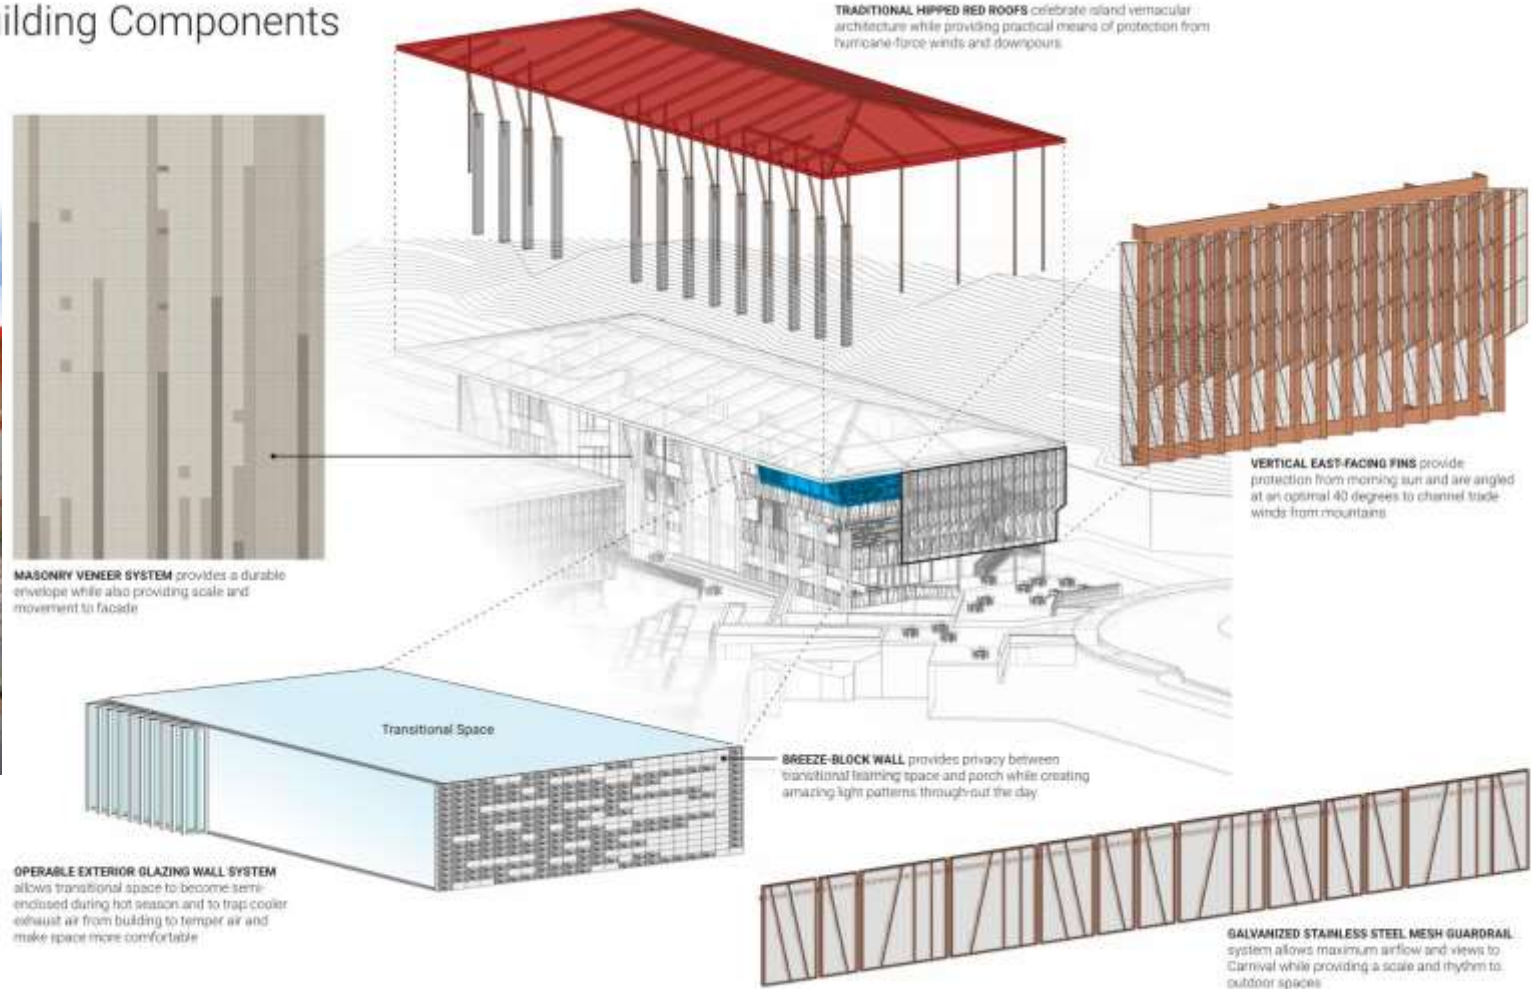 ilding Components
TRADITIONAL HIPPED RED ROOFS celebrate island vernacular
architecture while providing practical means of protection from
hurricane-force winds and downpours
VERTICAL EAST-FACING FINS provide
protection from morning sun and are angled
at an optimal 40 degrees to channel trade
winds from mountains
MASONRY VENEER SYSTEM provides a durable
envelope while also providing scale and
movement to facade
Transitional Space
BREEZE-BLOCK WALL provides privacy between
transitional learning space and porch while creating
amazing light patterns through-out the day
OPERABLE EXTERIOR GLAZING WALL SYSTEM
allows transitional space to become semi-
enclosed during hot season and to trap cooler
exhaust air from building to temper air and
make space more comfortable
GALVANIZED STAINLESS STEEL MESH GUARDRAIL
system allows maximum airflow and views to
Carnival while providing a scale and rhythm to
outdoor spaces